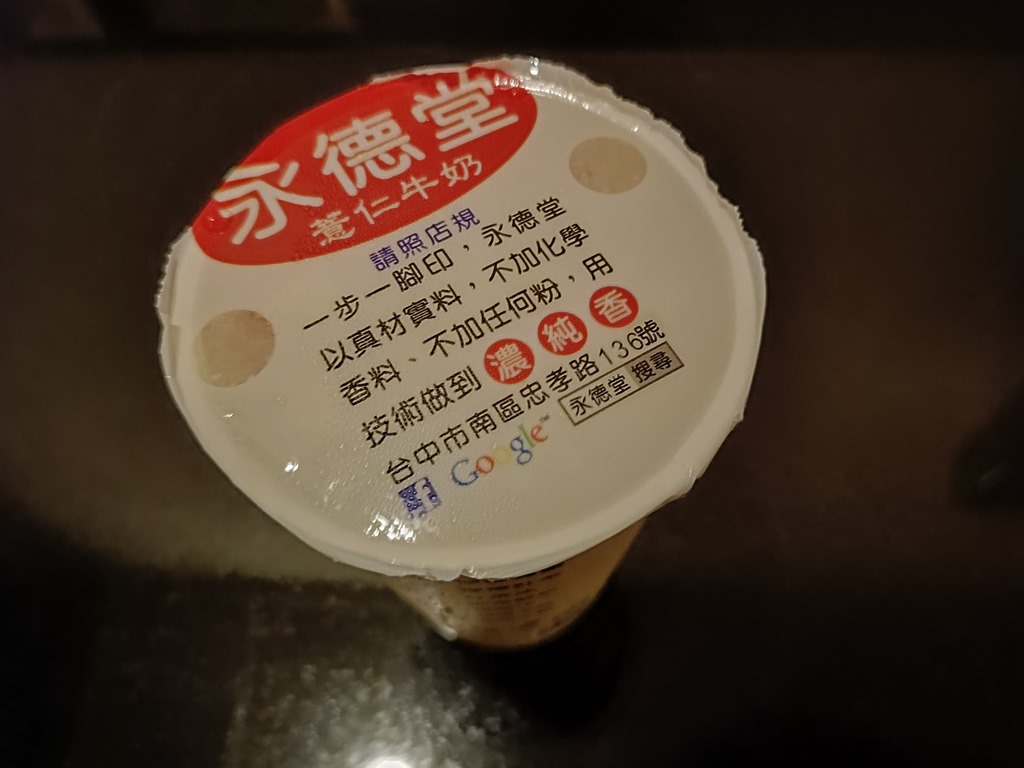 永德堂
薏仁牛奶
請照店規
一步一腳印，永德堂
以真材實料，不加化學
香料、不加任何粉，用
技術做到濃純香
台中市南區忠孝路136號
Google™ 永德堂 搜尋